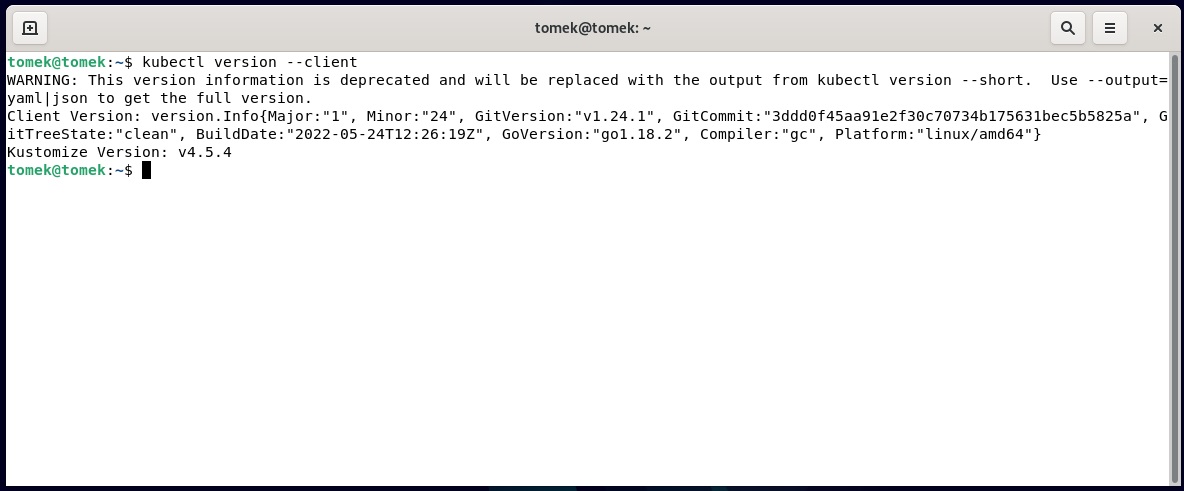 tomek@tomek: ~
tomek@tomek:~$ kubectl version --client
WARNING: This version information is deprecated and will be replaced with the output from kubectl version --short.  Use --output=
yaml|json to get the full version.
Client Version: version.Info{Major:"1", Minor:"24", GitVersion:"v1.24.1", GitCommit:"3ddd0f45aa91e2f30c70734b175631bec5b5825a", G
itTreeState:"clean", BuildDate:"2022-05-24T12:26:19Z", GoVersion:"go1.18.2", Compiler:"gc", Platform:"linux/amd64"}
Kustomize Version: v4.5.4
tomek@tomek:~$